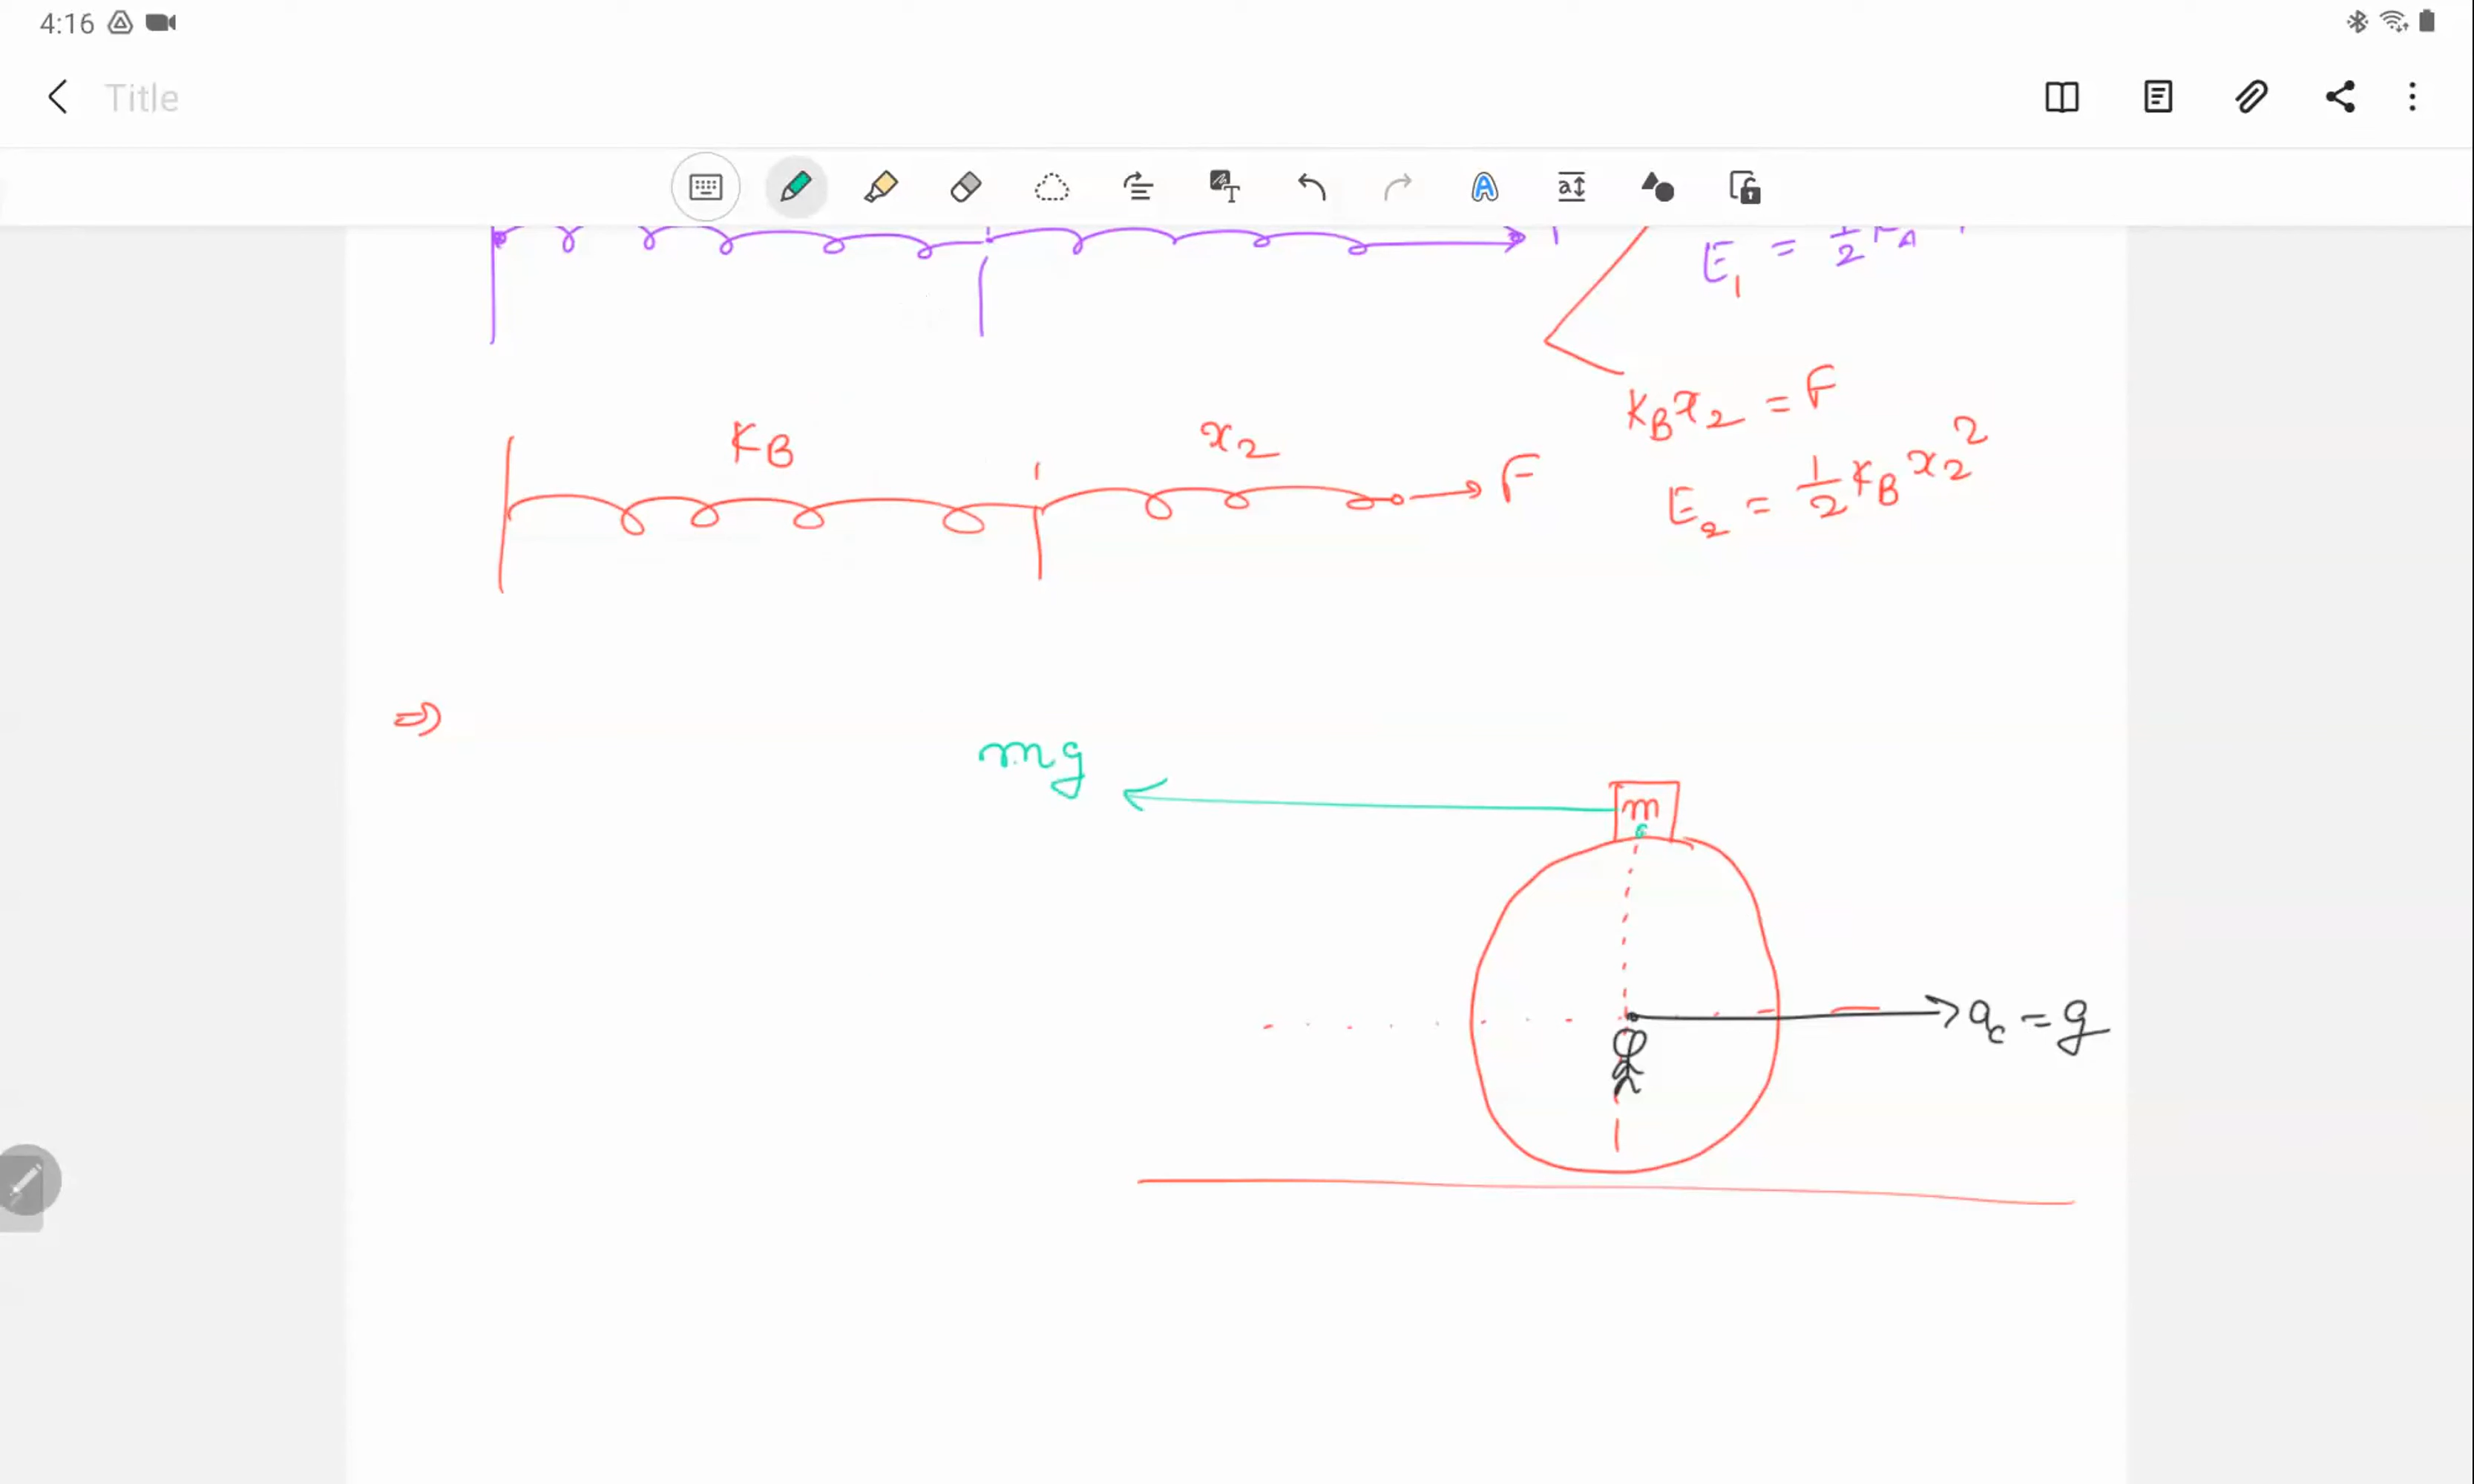 4:16
Title
E₁ = ½ K_A
K_B x₂ = F
K_B
x₂
F
E₂ = ½ K_B x₂²
⇒
mg
m
a_c = g